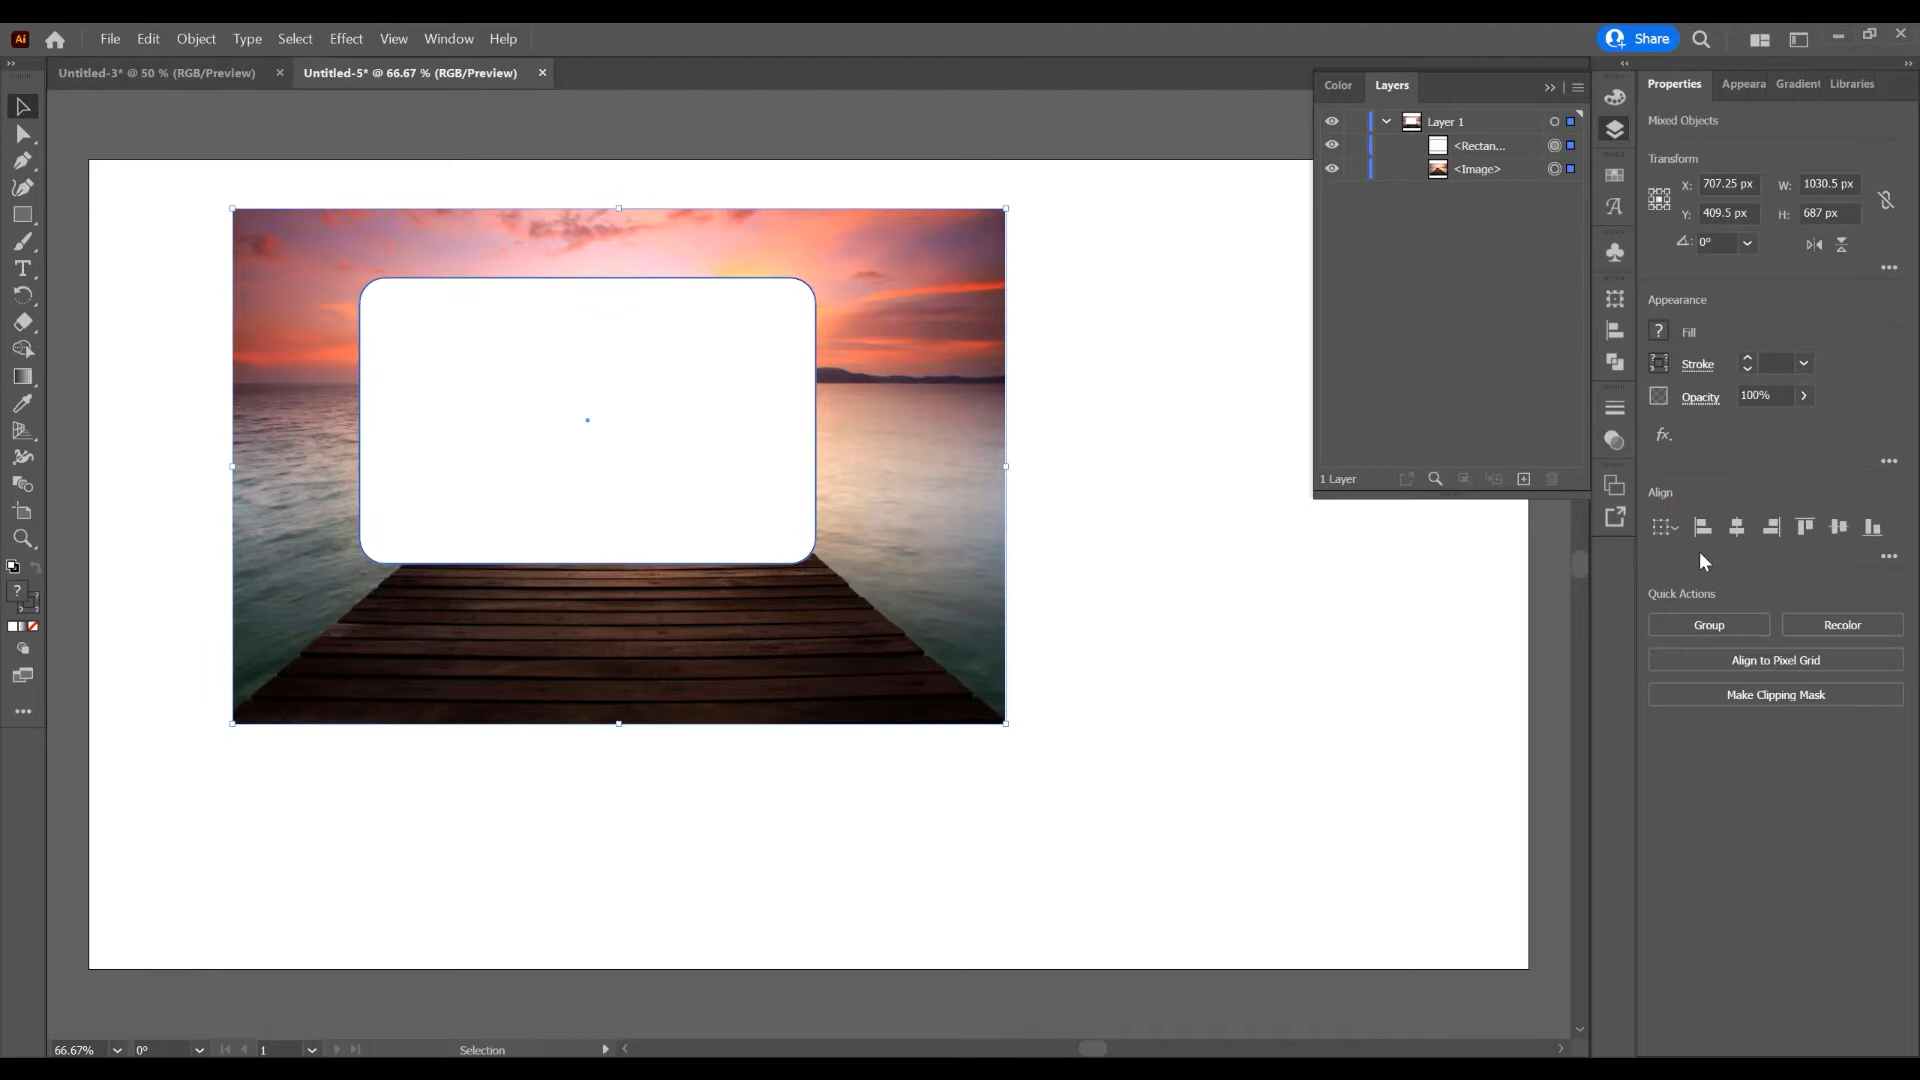 Ai File Edit Object Type Select Effect View Window Help Share
Untitled-3* @ 50 % (RGB/Preview) Untitled-5* @ 66.67 % (RGB/Preview)
Color Layers
Layer 1
<Rectan...
<Image>
1 Layer
Properties Appeara Gradient Libraries
Mixed Objects
Transform
X: 707.25 px W: 1030.5 px
Y: 409.5 px H: 687 px
0°
Appearance
? Fill
Stroke
Opacity 100%
fx.
Align
Quick Actions
Group Recolor
Align to Pixel Grid
Make Clipping Mask
66.67% 0° 1 Selection